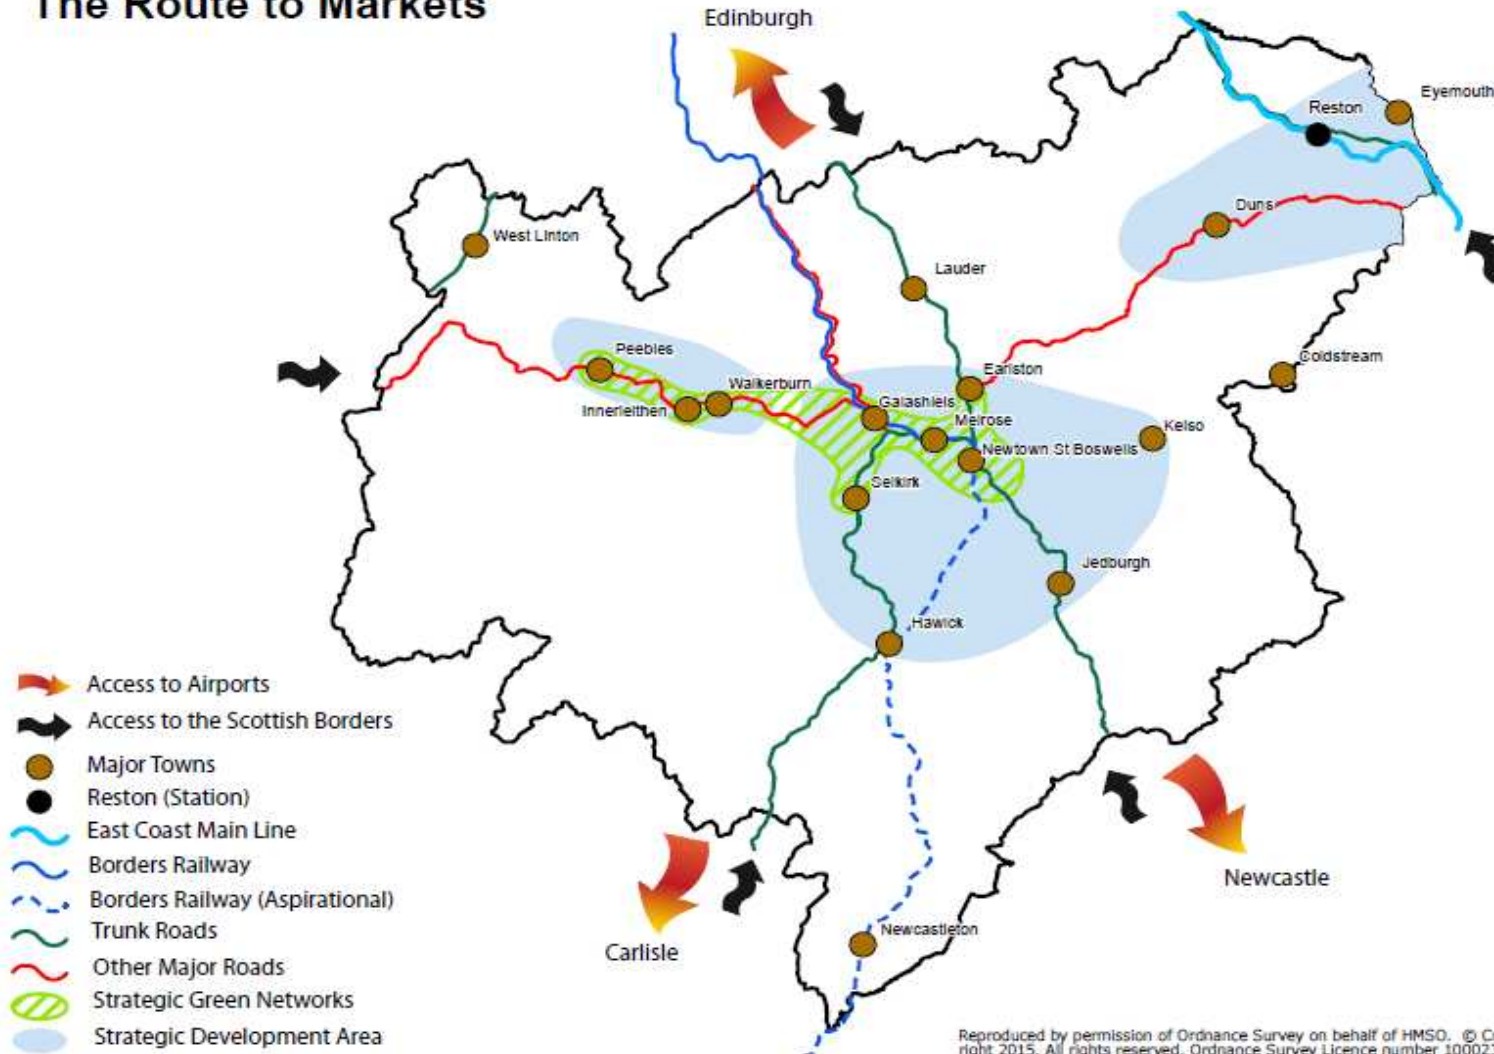 The Route to Markets
Edinburgh
Eyemouth
Reston
Duns
West Linton
Lauder
Coldstream
Peebles
Earlston
Walkerburn
Galashiels
Innerleithen
Melrose
Kelso
Newtown St Boswells
Selkirk
Jedburgh
Hawick
Newcastle
Newcastleton
Carlisle
Access to Airports
Access to the Scottish Borders
Major Towns
Reston (Station)
East Coast Main Line
Borders Railway
Borders Railway (Aspirational)
Trunk Roads
Other Major Roads
Strategic Green Networks
Strategic Development Area
Reproduced by permission of Ordnance Survey on behalf of HMSO. ©
right 2015. All rights reserved. Ordnance Survey Licence number